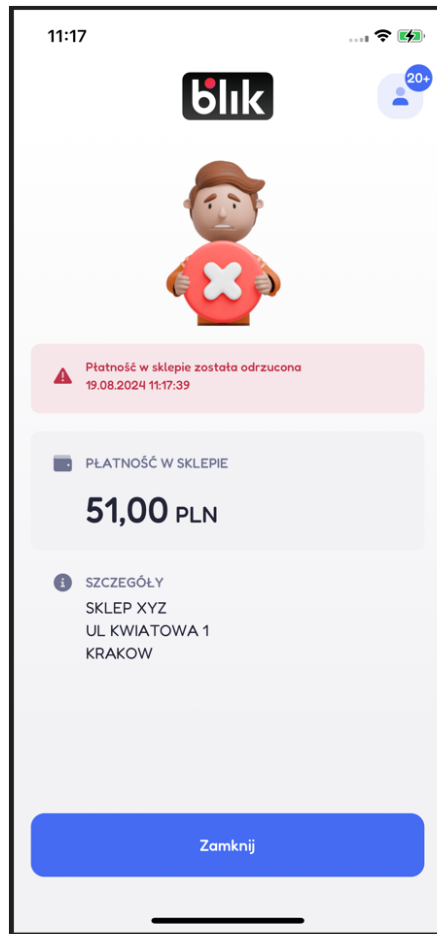 11:17
blik
20+
Płatność w sklepie została odrzucona
19.08.2024 11:17:39
PŁATNOŚĆ W SKLEPIE
51,00 PLN
SZCZEGÓŁY
SKLEP XYZ
UL KWIATOWA 1
KRAKOW
Zamknij